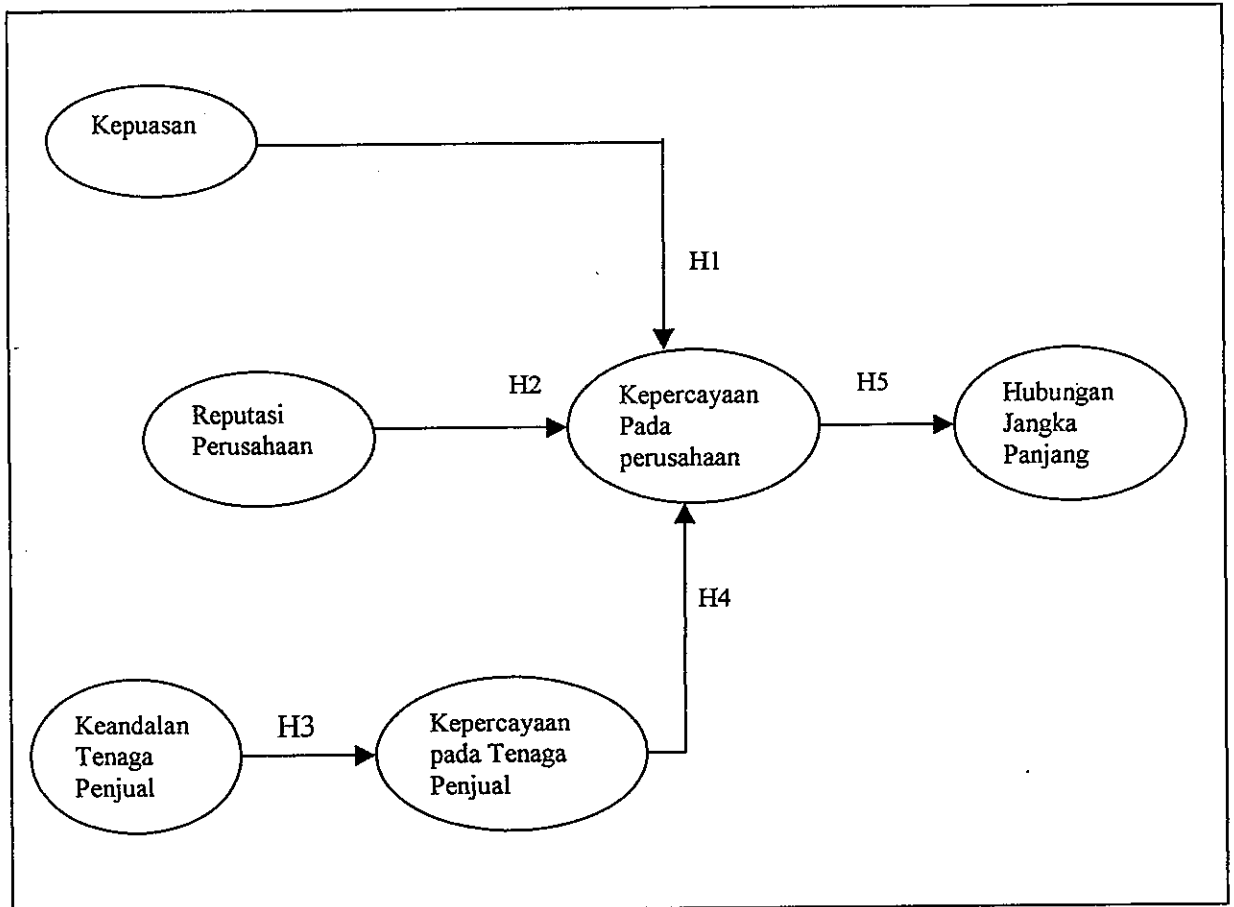 Kepuasan
H1
Reputasi
Perusahaan
H2
Kepercayaan
Pada
perusahaan
H5
Hubungan
Jangka
Panjang
H4
Keandalan
Tenaga
Penjual
H3
Kepercayaan
pada Tenaga
Penjual